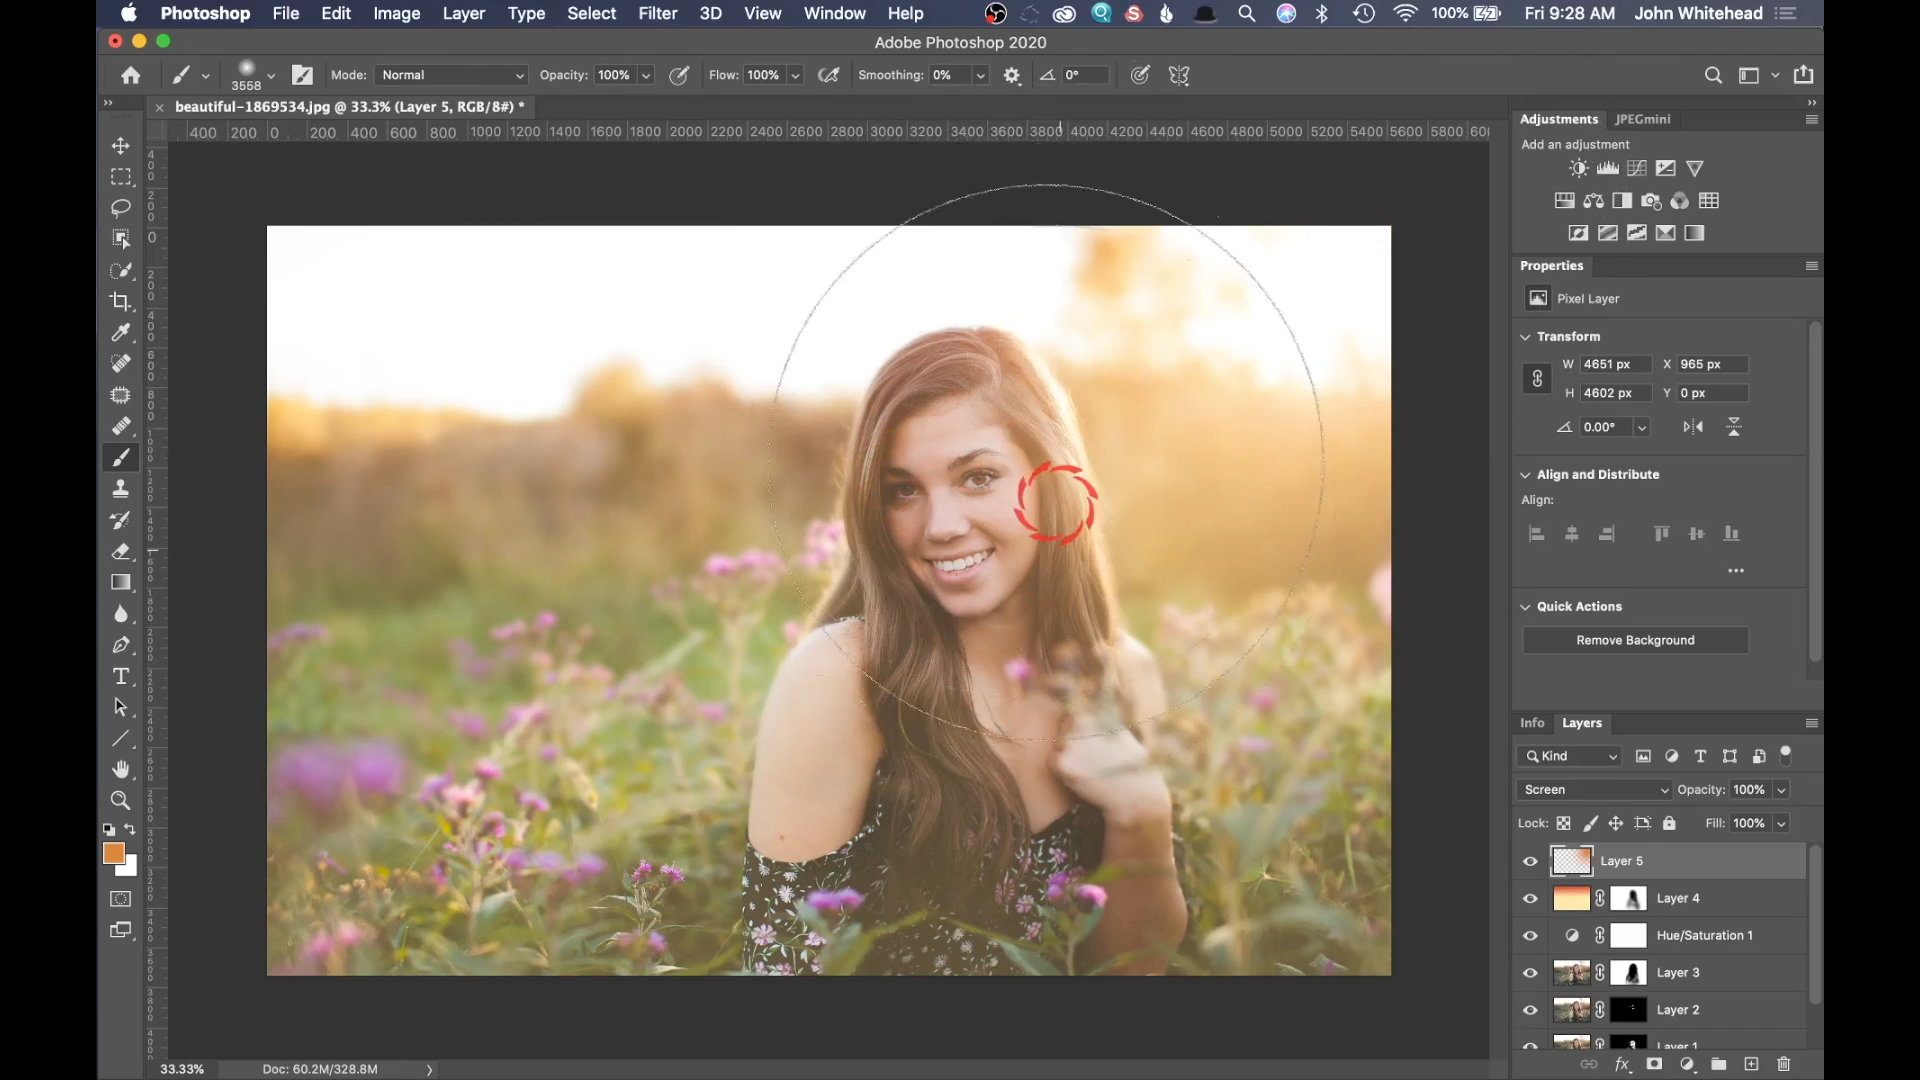 Photoshop File Edit Image Layer Type Select Filter 3D View Window Help 100% Fri 9:28 AM John Whitehead
Adobe Photoshop 2020
3558 Mode: Normal Opacity: 100% Flow: 100% Smoothing: 0% 0°
beautiful-1869534.jpg @ 33.3% (Layer 5, RGB/8#) *
400 200 0 200 400 600 800 1000 1200 1400 1600 1800 2000 2200 2400 2600 2800 3000 3200 3400 3600 3800 4000 4200 4400 4600 4800 5000 5200 5400 5600 5800
Adjustments JPEGmini
Add an adjustment
Properties
Pixel Layer
Transform
W 4651 px X 965 px
H 4602 px Y 0 px
0.00°
Align and Distribute
Align:
Quick Actions
Remove Background
Info Layers
Kind
Screen Opacity: 100%
Lock: Fill: 100%
Layer 5
Layer 4
Hue/Saturation 1
Layer 3
Layer 2
Layer 1
33.33% Doc: 60.2M/328.8M